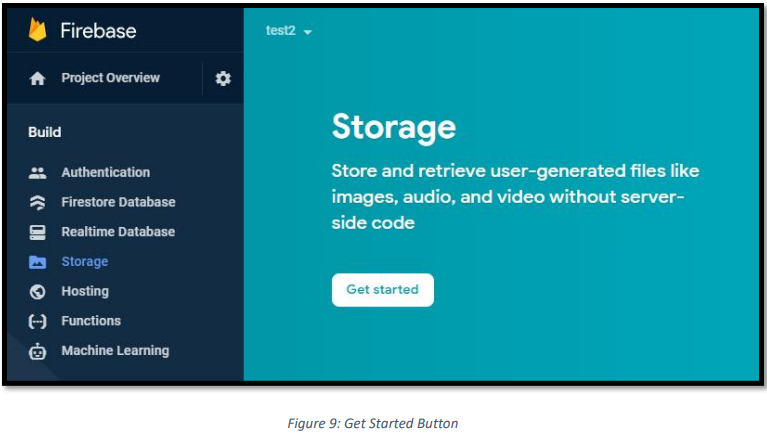 Firebase
test2
Project Overview
Build
Authentication
Firestore Database
Realtime Database
Storage
Hosting
Functions
Machine Learning
Storage
Store and retrieve user-generated files like
images, audio, and video without server-
side code
Get started
Figure 9: Get Started Button